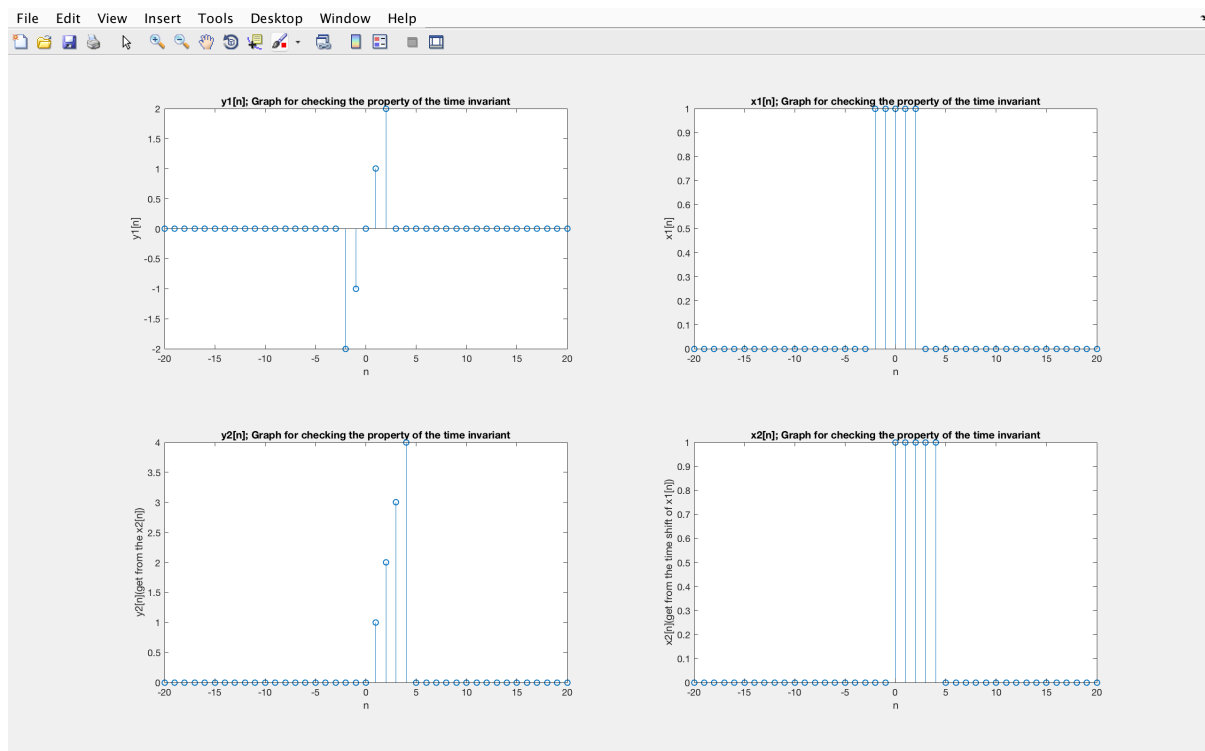 File Edit View Insert Tools Desktop Window Help
y1[n]; Graph for checking the property of the time invariant
2
1.5
1
0.5
0
-0.5
-1
-1.5
-2
y1[n]
-20 -15 -10 -5 0 5 10 15 20
n
x1[n]; Graph for checking the property of the time invariant
1
0.9
0.8
0.7
0.6
0.5
0.4
0.3
0.2
0.1
0
x1[n]
-20 -15 -10 -5 0 5 10 15 20
n
y2[n]; Graph for checking the property of the time invariant
4
3.5
3
2.5
2
1.5
1
0.5
0
y2[n](get from the x2[n])
-20 -15 -10 -5 0 5 10 15 20
n
x2[n]; Graph for checking the property of the time invariant
1
0.9
0.8
0.7
0.6
0.5
0.4
0.3
0.2
0.1
0
x2[n](get from the time shift of x1[n])
-20 -15 -10 -5 0 5 10 15 20
n